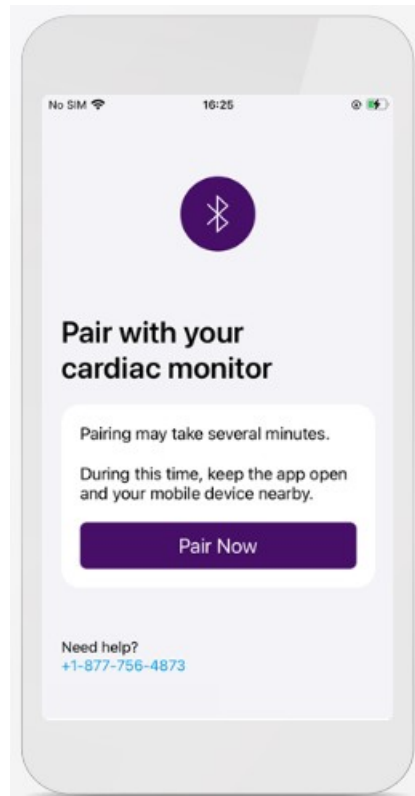 No SIM
16:25
Pair with your
cardiac monitor
Pairing may take several minutes.
During this time, keep the app open
and your mobile device nearby.
Pair Now
Need help?
+1-877-756-4873